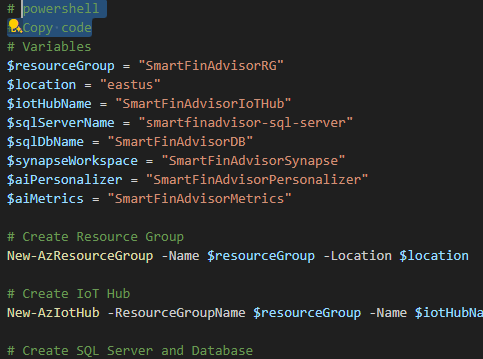 # powershell
Copy code
# Variables
$resourceGroup = "SmartFinAdvisorRG"
$location = "eastus"
$iotHubName = "SmartFinAdvisorIoTHub"
$sqlServerName = "smartfinadvisor-sql-server"
$sqlDbName = "SmartFinAdvisorDB"
$synapseWorkspace = "SmartFinAdvisorSynapse"
$aiPersonalizer = "SmartFinAdvisorPersonalizer"
$aiMetrics = "SmartFinAdvisorMetrics"
# Create Resource Group
New-AzResourceGroup -Name $resourceGroup -Location $location
# Create IoT Hub
New-AzIotHub -ResourceGroupName $resourceGroup -Name $iotHubNa
# Create SQL Server and Database